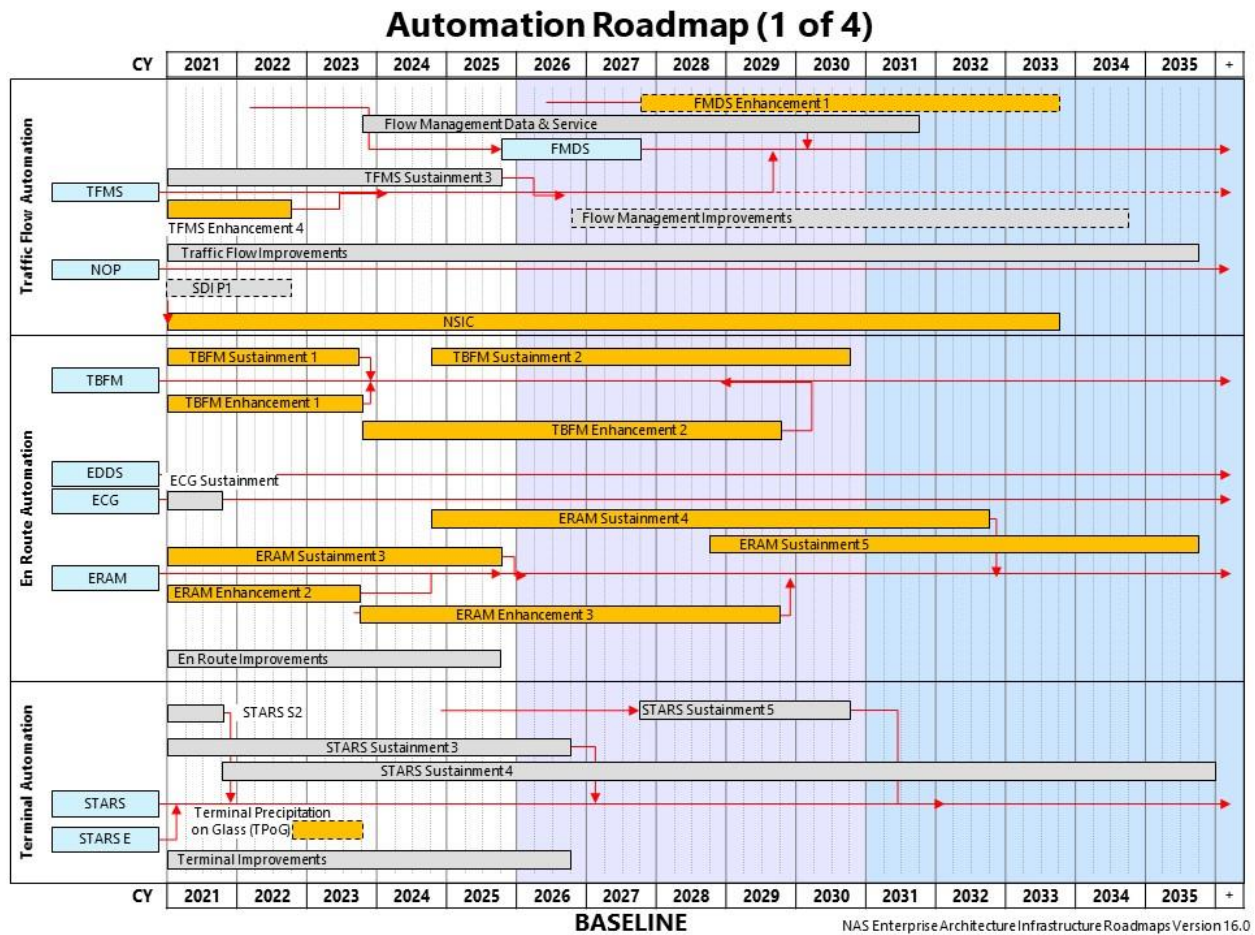 Automation Roadmap (1 of 4)
CY 2021 2022 2023 2024 2025 2026 2027 2028 2029 2030 2031 2032 2033 2034 2035 +
Traffic Flow Automation
FMDS Enhancement 1
Flow Management Data & Service
FMDS
TFMS Sustainment 3
TFMS
Flow Management Improvements
TFMS Enhancement 4
Traffic Flow Improvements
NOP
SDI P1
NSIC
En Route Automation
TBFM Sustainment 1
TBFM Sustainment 2
TBFM
TBFM Enhancement 1
TBFM Enhancement 2
EDDS
ECG Sustainment
ECG
ERAM Sustainment 4
ERAM Sustainment 5
ERAM Sustainment 3
ERAM
ERAM Enhancement 2
ERAM Enhancement 3
En Route Improvements
Terminal Automation
STARS S2
STARS Sustainment 5
STARS Sustainment 3
STARS Sustainment 4
STARS
Terminal Precipitation
on Glass (TPoG)
STARS E
Terminal Improvements
CY 2021 2022 2023 2024 2025 2026 2027 2028 2029 2030 2031 2032 2033 2034 2035 +
BASELINE
NAS Enterprise Architecture Infrastructure Roadmaps Version 16.0